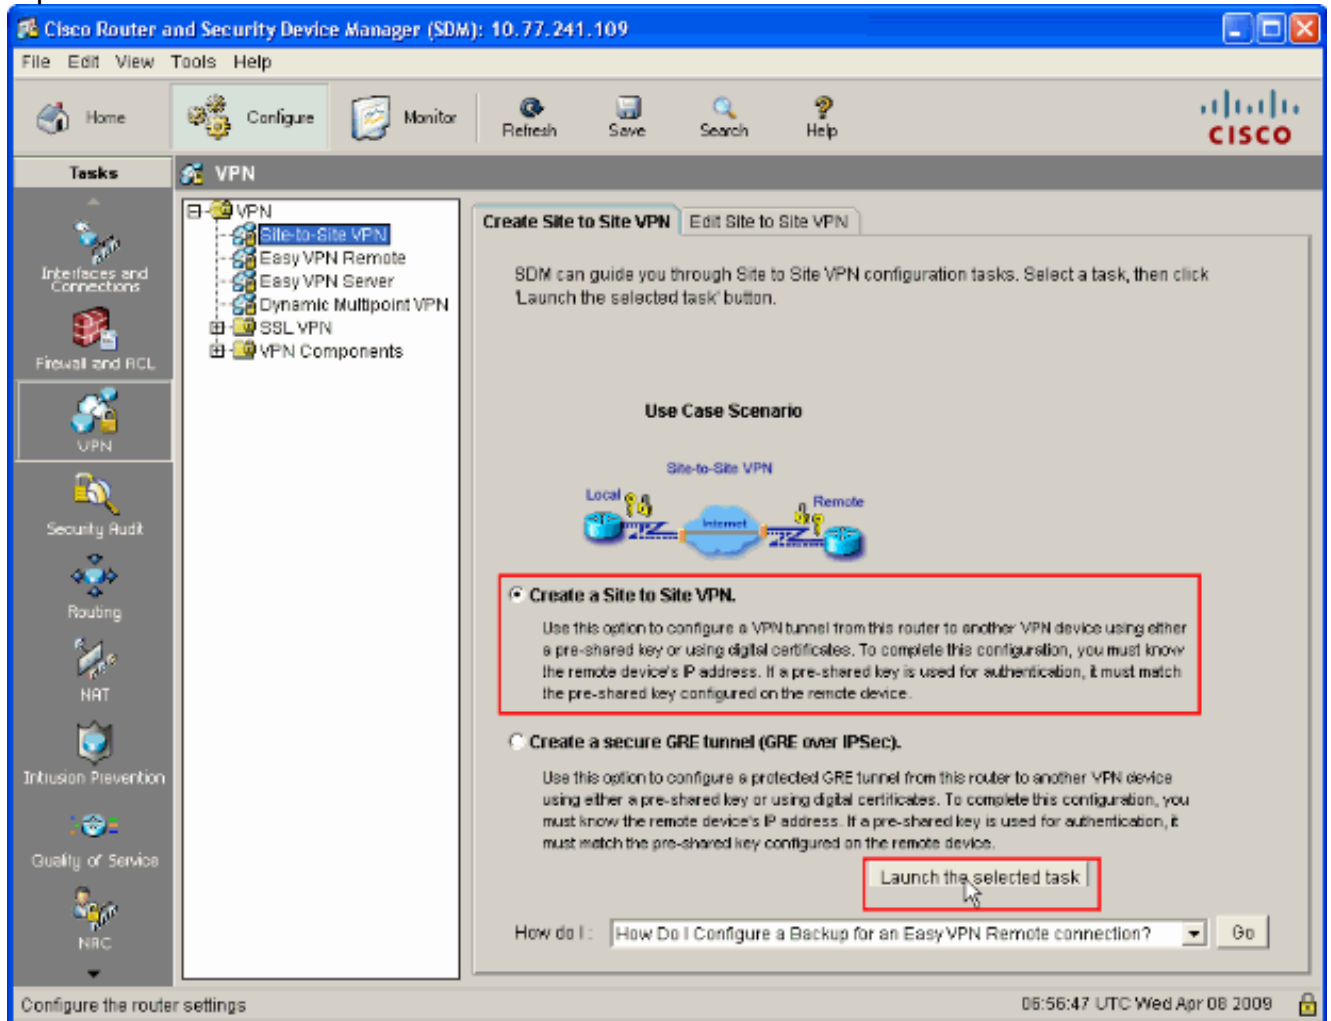 Cisco Router and Security Device Manager (SDM): 10.77.241.109
File Edit View Tools Help
Home Configure Monitor Refresh Save Search Help
CISCO
Tasks
VPN
Interfaces and
Connections
Firewall and ACL
VPN
Security Audit
Routing
NAT
Intrusion Prevention
Quality of Service
NAC
VPN
Site-to-Site VPN
Easy VPN Remote
Easy VPN Server
Dynamic Multipoint VPN
SSL VPN
VPN Components
Create Site to Site VPN Edit Site to Site VPN
SDM can guide you through Site to Site VPN configuration tasks. Select a task, then click
'Launch the selected task' button.
Use Case Scenario
Site-to-Site VPN
Local
Internet
Remote
Create a Site to Site VPN.
Use this option to configure a VPN tunnel from this router to another VPN device using either
a pre-shared key or using digital certificates. To complete this configuration, you must know
the remote device's IP address. If a pre-shared key is used for authentication, it must match
the pre-shared key configured on the remote device.
Create a secure GRE tunnel (GRE over IPSec).
Use this option to configure a protected GRE tunnel from this router to another VPN device
using either a pre-shared key or using digital certificates. To complete this configuration, you
must know the remote device's IP address. If a pre-shared key is used for authentication, it
must match the pre-shared key configured on the remote device.
Launch the selected task
How do I: How Do I Configure a Backup for an Easy VPN Remote connection? Go
Configure the router settings
06:56:47 UTC Wed Apr 08 2009